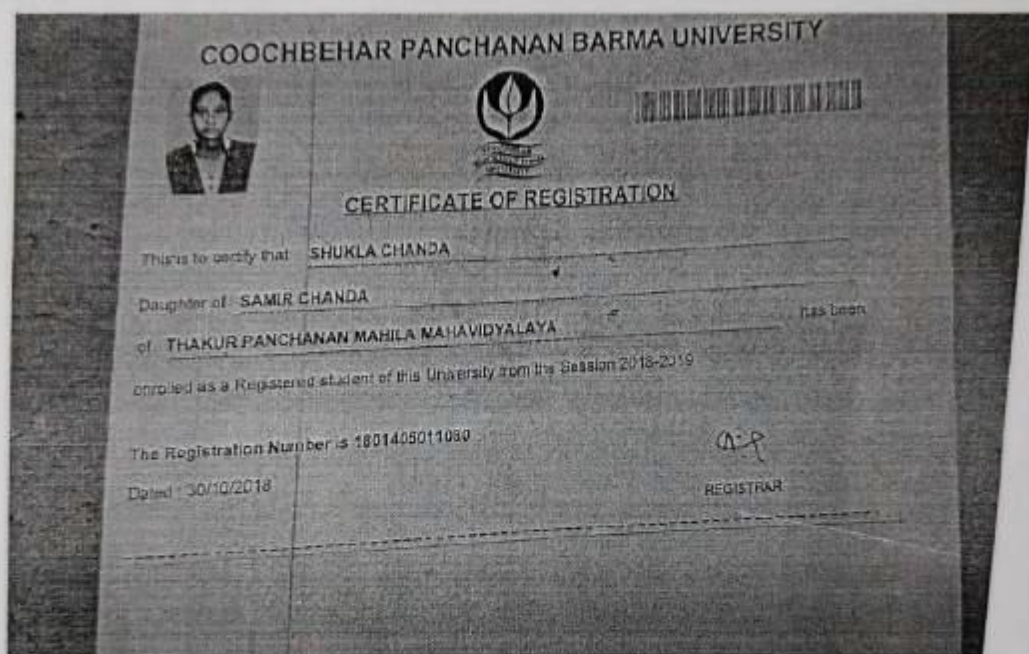 COOCHBEHAR PANCHANAN BARMA UNIVERSITY
CERTIFICATE OF REGISTRATION
This is to certify that SHUKLA CHANDA
Daughter of SAMIR CHANDA
of THAKUR PANCHANAN MAHILA MAHAVIDYALAYA has been
enrolled as a Registered student of this University from the Session 2018-2019
The Registration Number is 1801405011080
Dated : 30/10/2018
REGISTRAR